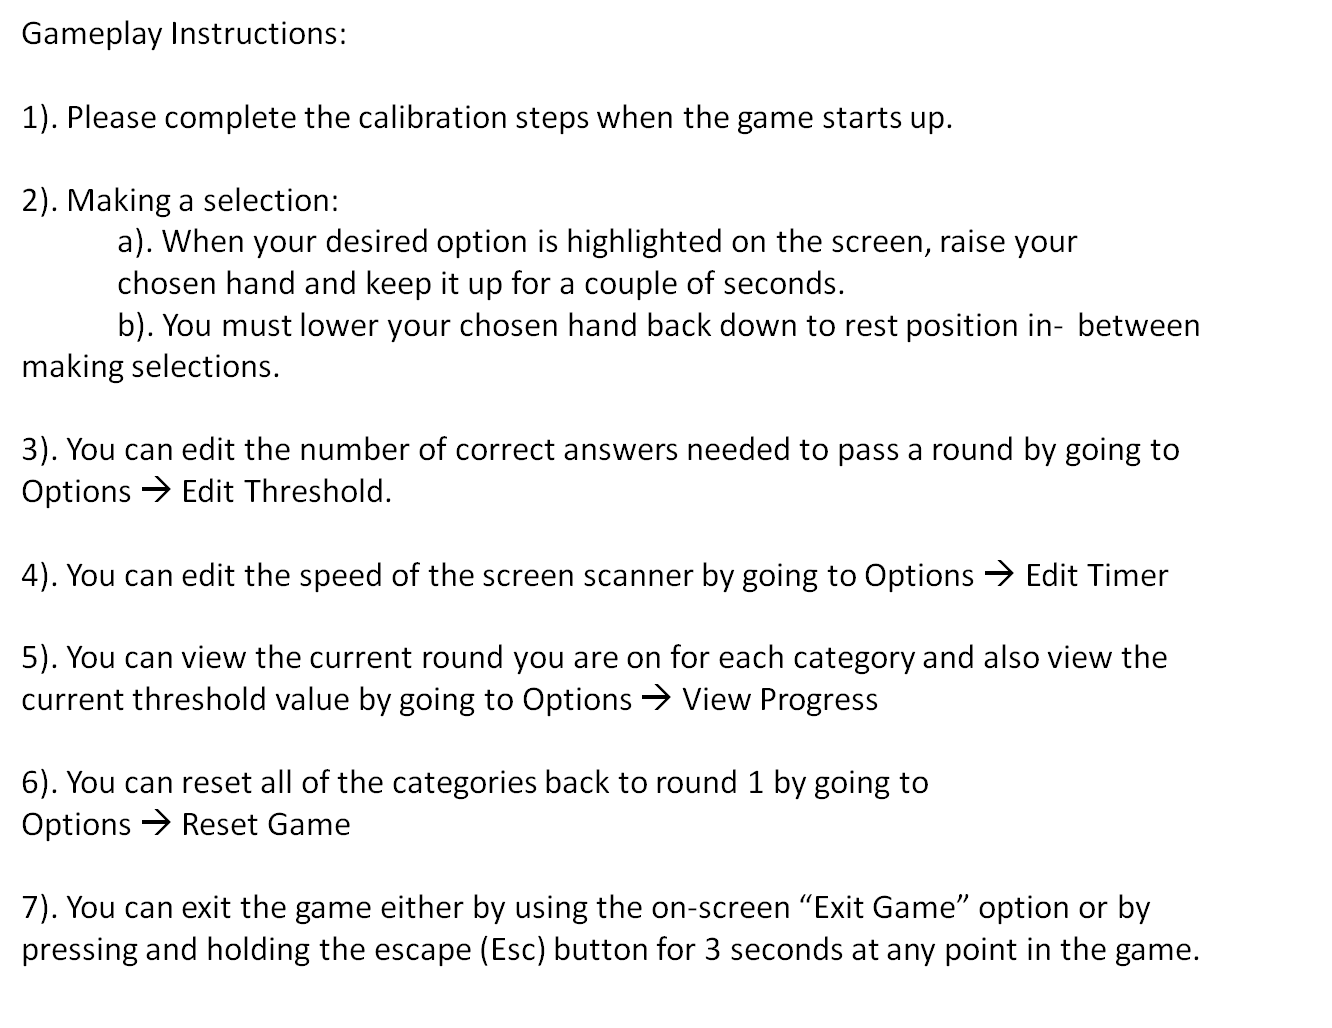 Gameplay Instructions:
1). Please complete the calibration steps when the game starts up.
2). Making a selection:
a). When your desired option is highlighted on the screen, raise your
chosen hand and keep it up for a couple of seconds.
b). You must lower your chosen hand back down to rest position in- between
making selections.
3). You can edit the number of correct answers needed to pass a round by going to
Options → Edit Threshold.
4). You can edit the speed of the screen scanner by going to Options → Edit Timer
5). You can view the current round you are on for each category and also view the
current threshold value by going to Options → View Progress
6). You can reset all of the categories back to round 1 by going to
Options → Reset Game
7). You can exit the game either by using the on-screen “Exit Game” option or by
pressing and holding the escape (Esc) button for 3 seconds at any point in the game.